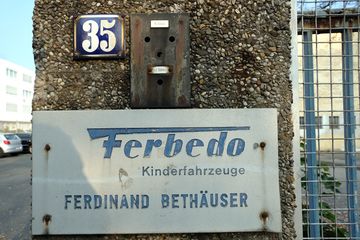 35
Ferbedo
Kinderfahrzeuge
FERDINAND BETHÄUSER